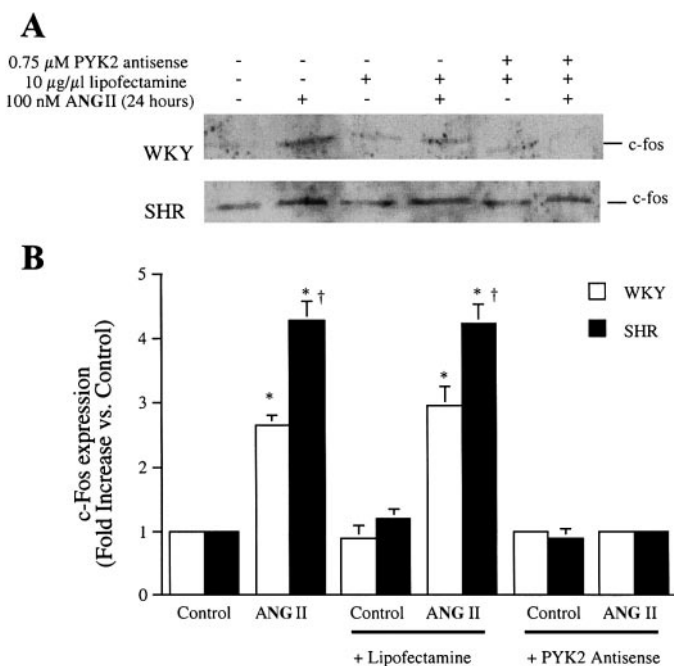 A
0.75 µM PYK2 antisense - - - - + +
10 µg/µl lipofectamine - - + + + +
100 nM ANG II (24 hours) - + - + - +
WKY c-fos
SHR c-fos
B
c-Fos expression
(Fold Increase vs. Control)
5
4
3
2
1
0
* * † * * †
WKY
SHR
Control ANG II Control ANG II Control ANG II
+ Lipofectamine + PYK2 Antisense